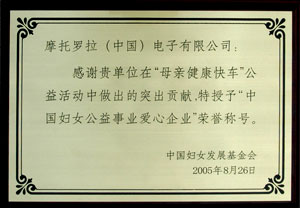 摩托罗拉（中国）电子有限公司：
感谢贵单位在“母亲健康快车”公
益活动中做出的突出贡献，特授予“中
国妇女公益事业爱心企业”荣誉称号。
中国妇女发展基金会
2005年8月26日